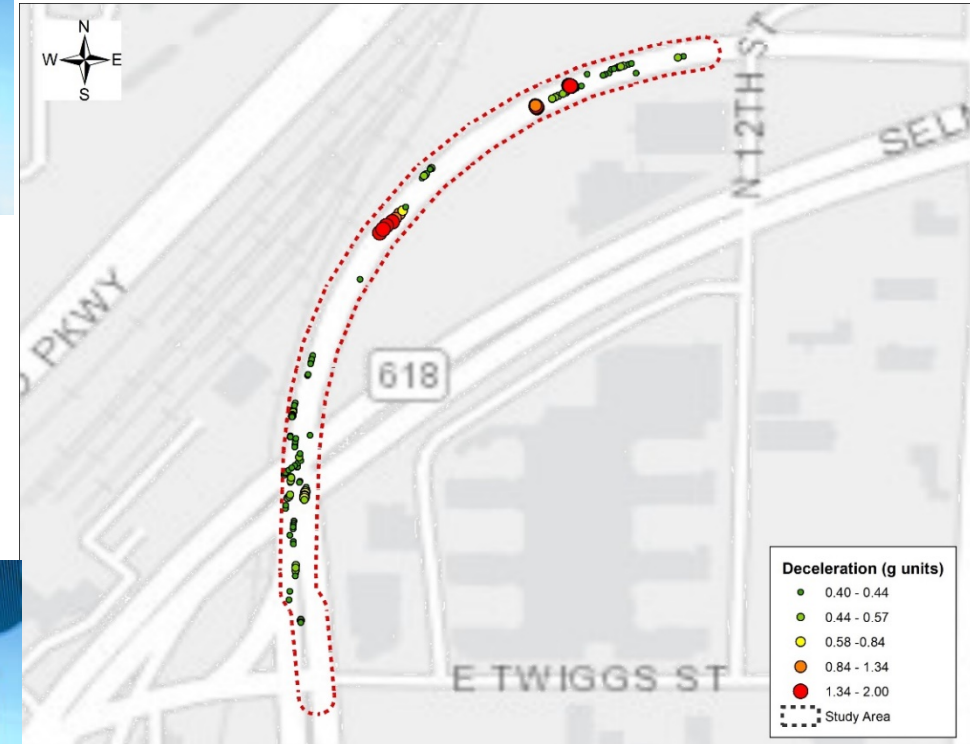 N
W E
S
N 12TH ST
SELM
PKWY
618
E TWIGGS ST
Deceleration (g units)
0.40 - 0.44
0.44 - 0.57
0.58 -0.84
0.84 - 1.34
1.34 - 2.00
Study Area